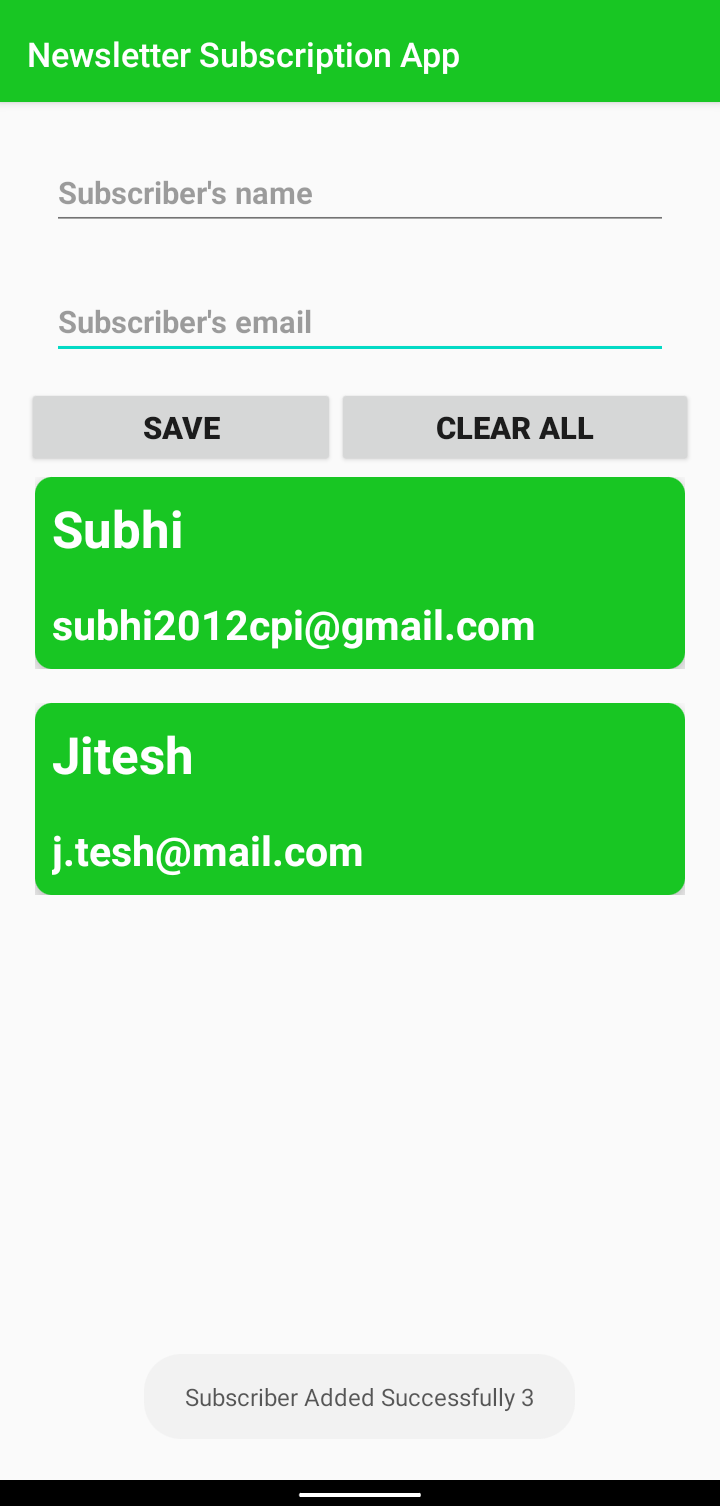 Newsletter Subscription App
Subscriber's name
Subscriber's email
SAVE CLEAR ALL
Subhi
subhi2012cpi@gmail.com
Jitesh
j.tesh@mail.com
Subscriber Added Successfully 3